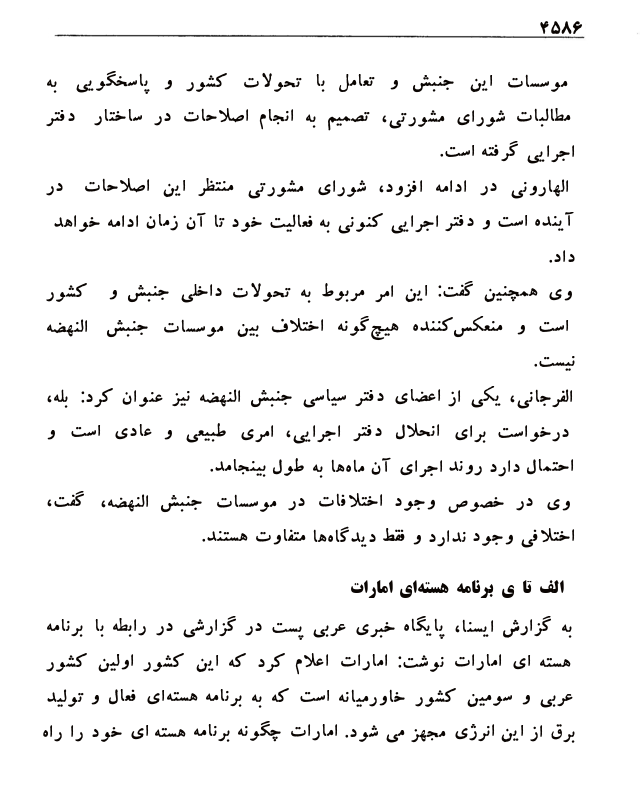 ۴۵۸۶
موسسات این جنبش و تعامل با تحولات کشور و پاسخگویی به
مطالبات شورای مشورتی، تصمیم به انجام اصلاحات در ساختار دفتر
اجرایی گرفته است.
الهارونی در ادامه افزود، شورای مشورتی منتظر این اصلاحات در
آینده است و دفتر اجرایی کنونی به فعالیت خود تا آن زمان ادامه خواهد
داد.
وی همچنین گفت: این امر مربوط به تحولات داخلی جنبش و کشور
است و منعکس‌کننده هیچ‌گونه اختلاف بین موسسات جنبش النهضه
نیست.
الفرجانی، یکی از اعضای دفتر سیاسی جنبش النهضه نیز عنوان کرد: بله،
درخواست برای انحلال دفتر اجرایی، امری طبیعی و عادی است و
احتمال دارد روند اجرای آن ماه‌ها به طول بینجامد.
وی در خصوص وجود اختلافات در موسسات جنبش النهضه، گفت،
اختلافی وجود ندارد و فقط دیدگاه‌ها متفاوت هستند.
الف تا ی برنامه هسته‌ای امارات
به گزارش ایسنا، پایگاه خبری عربی پست در گزارشی در رابطه با برنامه
هسته ای امارات نوشت: امارات اعلام کرد که این کشور اولین کشور
عربی و سومین کشور خاورمیانه است که به برنامه هسته‌ای فعال و تولید
برق از این انرژی مجهز می شود. امارات چگونه برنامه هسته ای خود را راه